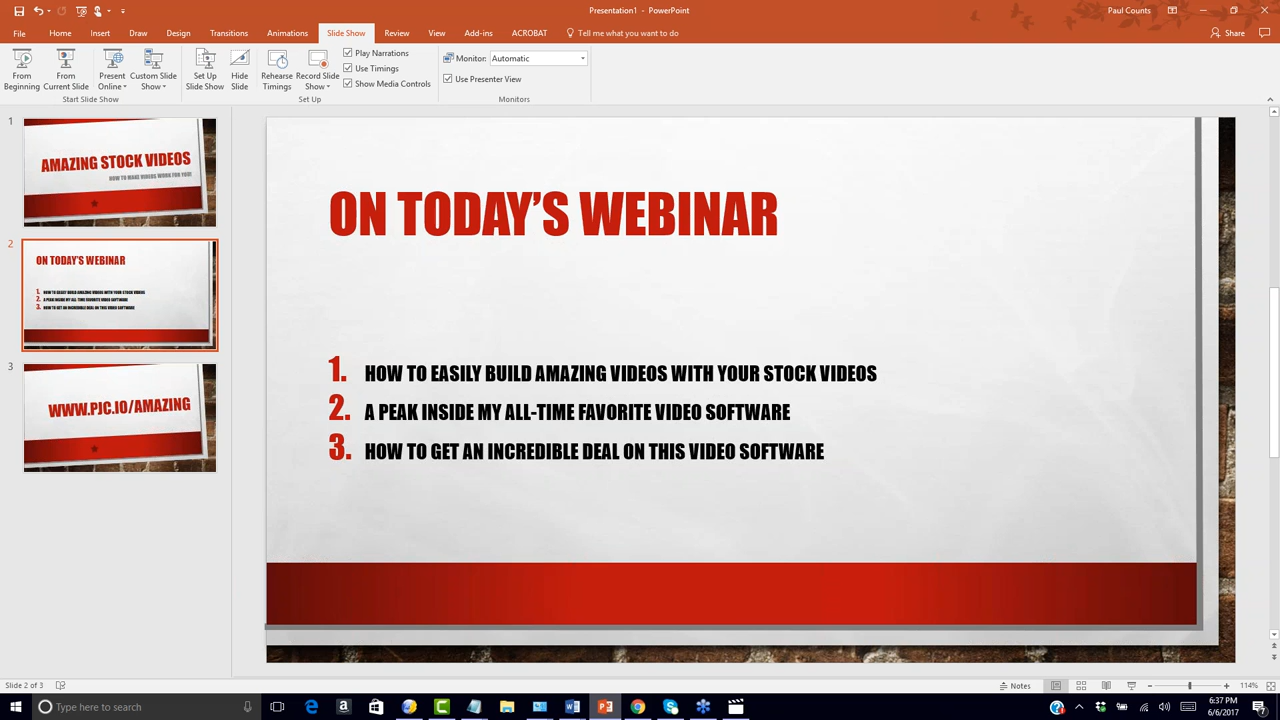 Presentation1 - PowerPoint
Paul Counts
File Home Insert Draw Design Transitions Animations Slide Show Review View Add-ins ACROBAT Tell me what you want to do Share
From Beginning
From Current Slide
Present Online
Custom Slide Show
Start Slide Show
Set Up Slide Show
Hide Slide
Rehearse Timings
Record Slide Show
Play Narrations
Use Timings
Show Media Controls
Set Up
Monitor: Automatic
Use Presenter View
Monitors
1
AMAZING STOCK VIDEOS
HOW TO MAKE VIDEOS WORK FOR YOU!
2
ON TODAY'S WEBINAR
1. HOW TO EASILY BUILD AMAZING VIDEOS WITH YOUR STOCK VIDEOS
2. A PEAK INSIDE MY ALL-TIME FAVORITE VIDEO SOFTWARE
3. HOW TO GET AN INCREDIBLE DEAL ON THIS VIDEO SOFTWARE
3
WWW.PJC.IO/AMAZING
ON TODAY'S WEBINAR
1. HOW TO EASILY BUILD AMAZING VIDEOS WITH YOUR STOCK VIDEOS
2. A PEAK INSIDE MY ALL-TIME FAVORITE VIDEO SOFTWARE
3. HOW TO GET AN INCREDIBLE DEAL ON THIS VIDEO SOFTWARE
Slide 2 of 3
Notes
114%
Type here to search
6:37 PM
6/6/2017